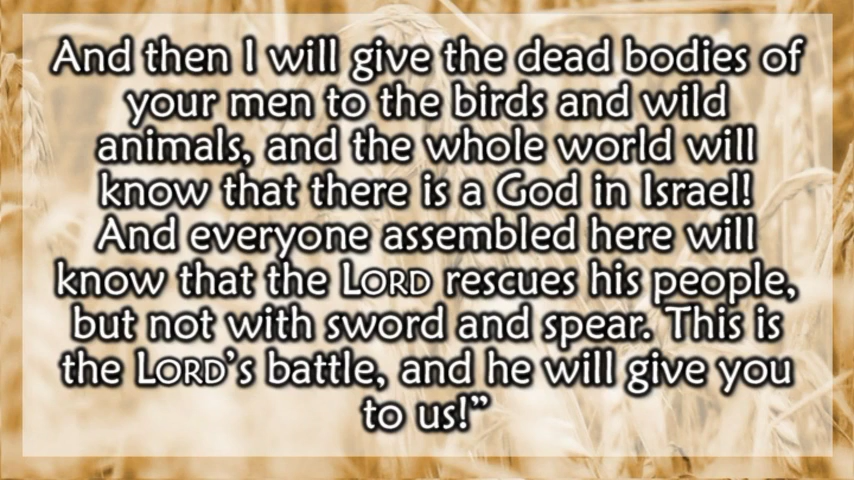 And then I will give the dead bodies of
your men to the birds and wild
animals, and the whole world will
know that there is a God in Israel!
And everyone assembled here will
know that the LORD rescues his people,
but not with sword and spear. This is
the LORD’s battle, and he will give you
to us!”